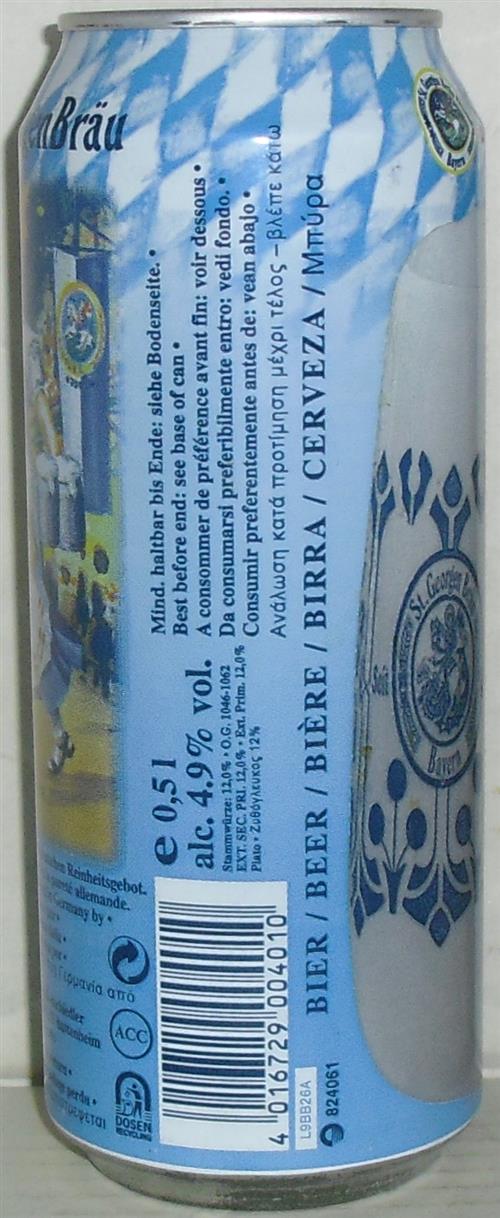 enBräu
Mind. haltbar bis Ende: siehe Bodenseite. •
Best before end: see base of can •
A consommer de préférence avant fin: voir dessous •
Da consumarsi preferibilmente entro: vedi fondo. •
Consumir preferentemente antes de: vean abajo •
Ανάλωση κατά προτίμηση μέχρι τέλος – βλέπε κάτω
BIER / BEER / BIÈRE / BIRRA / CERVEZA / Μπύρα
e 0,5 l
alc. 4.9% vol.
Stammwürze: 12,0% • O.G. 1046-1062
EXT. SEC. PRI. 12,0% • Ext. Prim. 12,0%
Plato • Ζυθόγλευκος 12%
Reinheitsgebot.
pureté allemande.
Germany by •
Γερμανία από
ACC
DOSEN
RECYCLING
4 016729 004010
L9BB26A
824061
St. Georgen
Bayern
Bayern